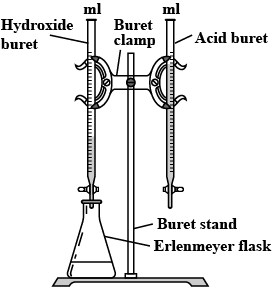 ml
ml
Hydroxide
buret
Buret
clamp
Acid buret
Buret stand
Erlenmeyer flask